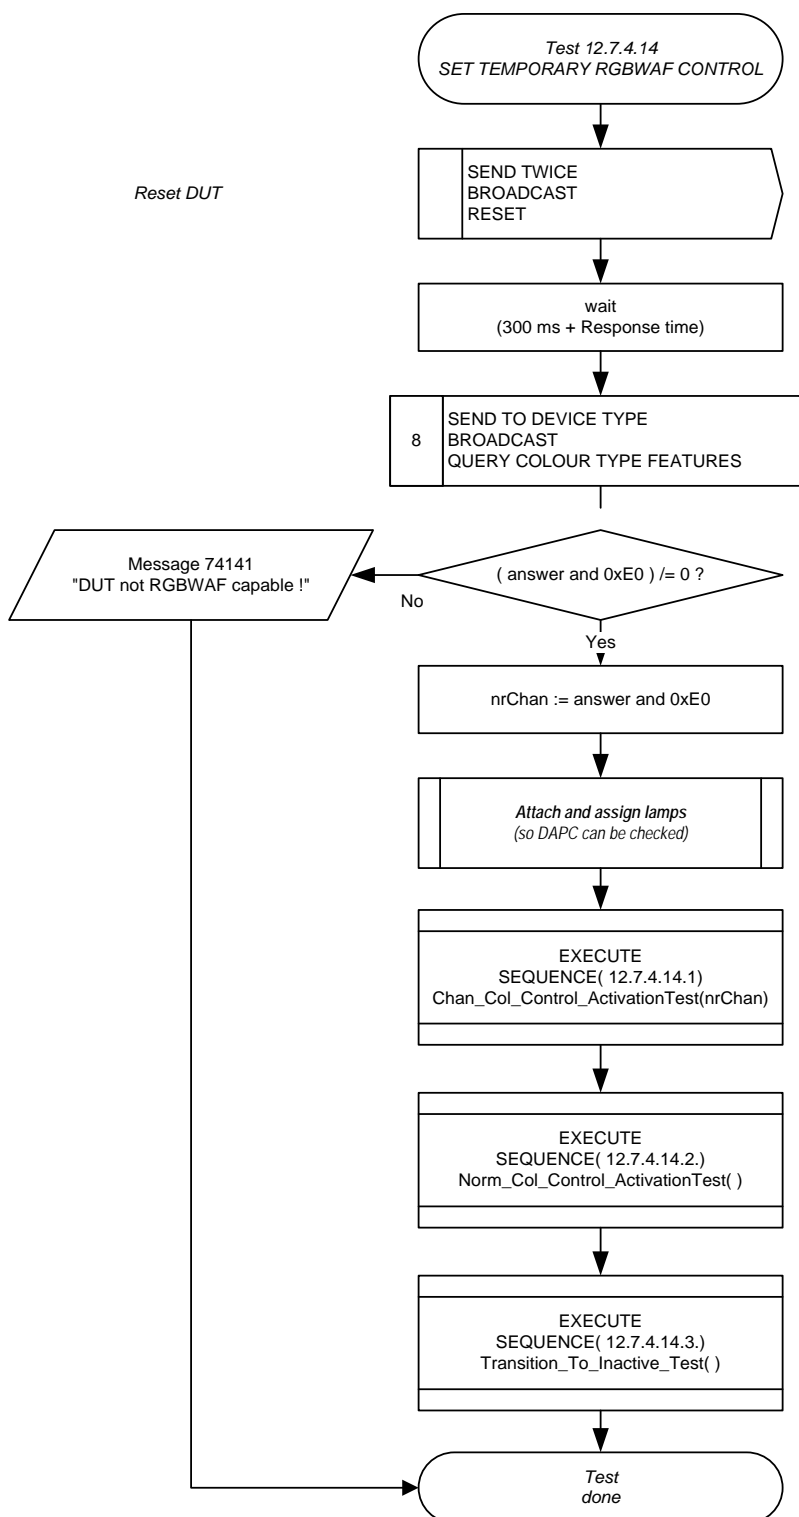 Test 12.7.4.14
SET TEMPORARY RGBWAF CONTROL
Reset DUT
SEND TWICE
BROADCAST
RESET
wait
(300 ms + Response time)
8
SEND TO DEVICE TYPE
BROADCAST
QUERY COLOUR TYPE FEATURES
Message 74141
"DUT not RGBWAF capable !"
( answer and 0xE0 ) /= 0 ?
No
Yes
nrChan := answer and 0xE0
Attach and assign lamps
(so DAPC can be checked)
EXECUTE
SEQUENCE( 12.7.4.14.1)
Chan_Col_Control_ActivationTest(nrChan)
EXECUTE
SEQUENCE( 12.7.4.14.2.)
Norm_Col_Control_ActivationTest( )
EXECUTE
SEQUENCE( 12.7.4.14.3.)
Transition_To_Inactive_Test( )
Test
done